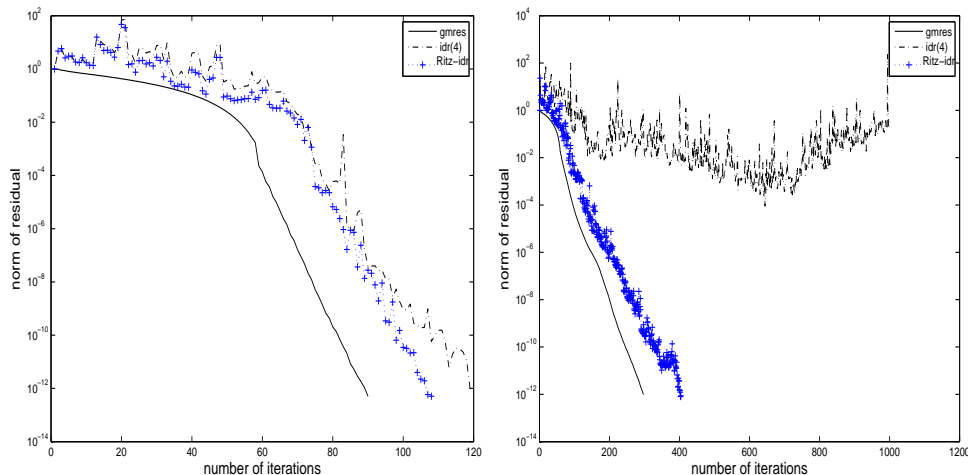 10^2
10^0
10^−2
10^−4
10^−6
10^−8
10^−10
10^−12
10^−14
norm of residual
0 20 40 60 80 100 120
number of iterations
gmres
idr(4)
Ritz−idr
10^4
10^2
10^0
10^−2
10^−4
10^−6
10^−8
10^−10
10^−12
10^−14
norm of residual
0 200 400 600 800 1000 1200
number of iterations
gmres
idr(4)
Ritz−idr